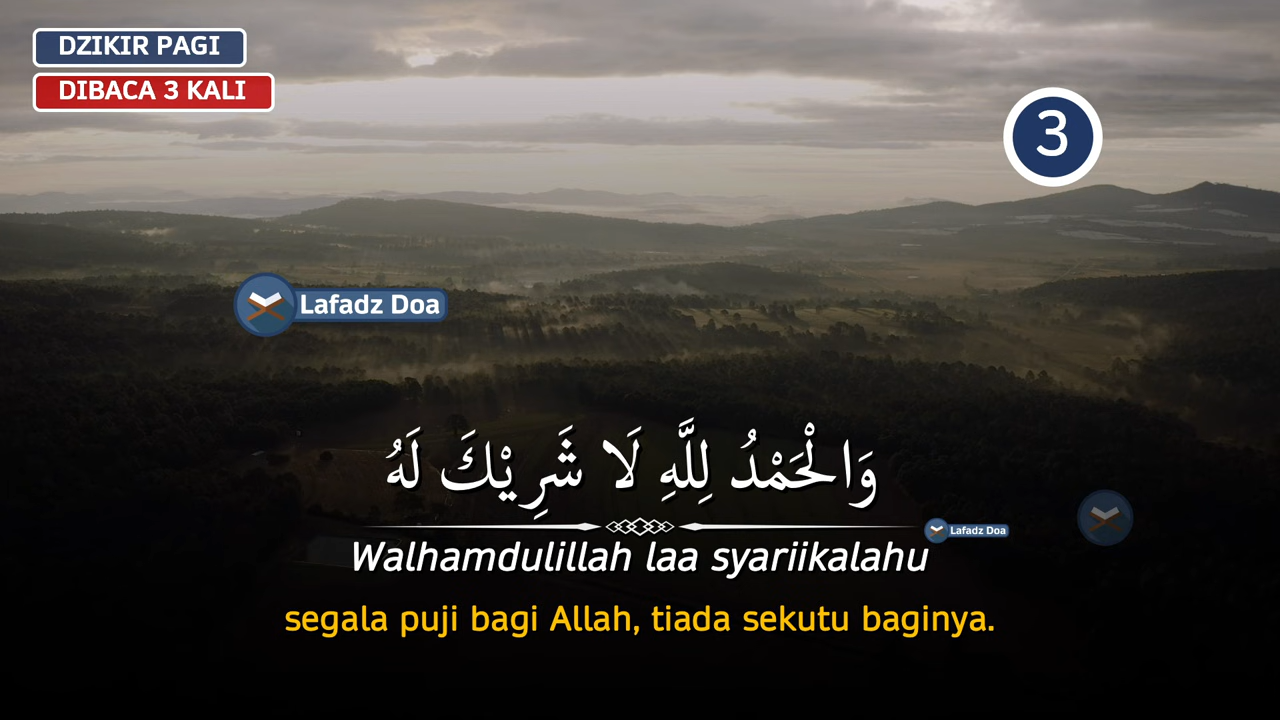 DZIKIR PAGI
DIBACA 3 KALI
3
Lafadz Doa
وَالْحَمْدُ لِلَّهِ لَا شَرِيْكَ لَهُ
Lafadz Doa
Walhamdulillah laa syariikalahu
segala puji bagi Allah, tiada sekutu baginya.